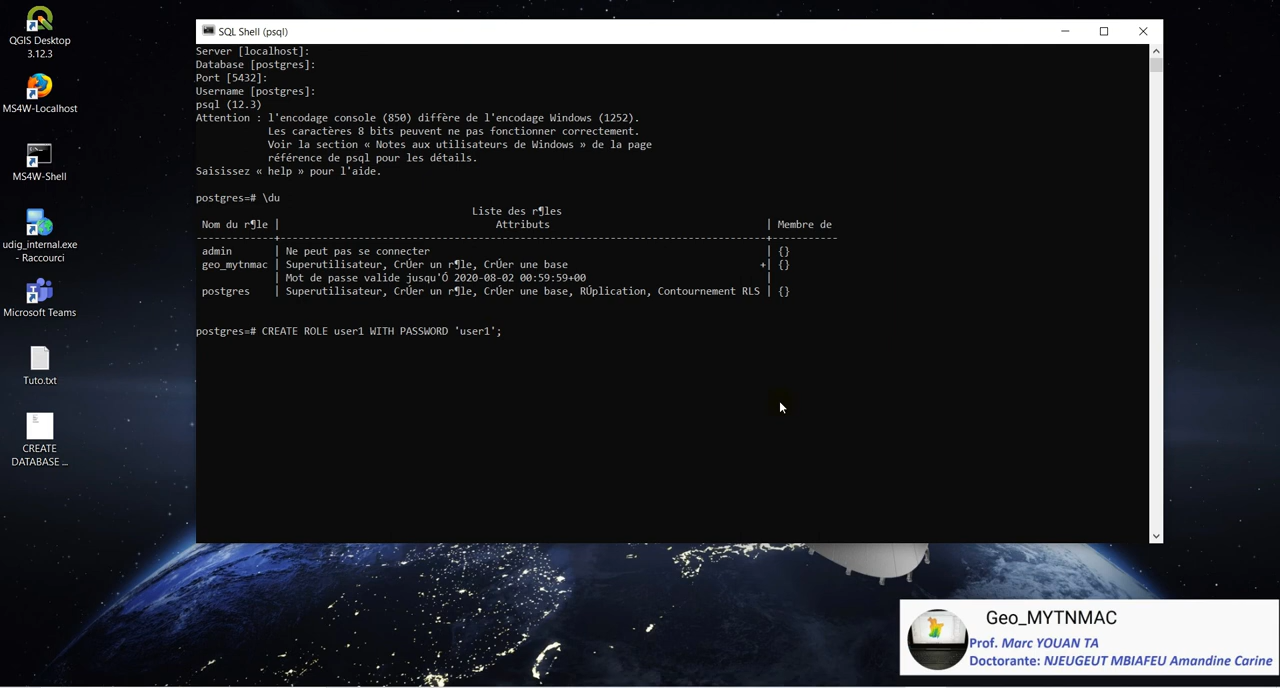 QGIS Desktop
3.12.3
MS4W-Localhost
MS4W-Shell
udig_internal.exe
- Raccourci
Microsoft Teams
Tuto.txt
CREATE
DATABASE ...
SQL Shell (psql)
Server [localhost]:
Database [postgres]:
Port [5432]:
Username [postgres]:
psql (12.3)
Attention : l'encodage console (850) diffère de l'encodage Windows (1252).
Les caractères 8 bits peuvent ne pas fonctionner correctement.
Voir la section « Notes aux utilisateurs de Windows » de la page
référence de psql pour les détails.
Saisissez « help » pour l'aide.
postgres=# \du
Liste des r¶les
Nom du r¶le | Attributs | Membre de
-------------+----------------------------------------------------------------------------------+-----------
admin | Ne peut pas se connecter | {}
geo_mytnmac | Superutilisateur, CrÚer un r¶le, CrÚer une base +| {}
| Mot de passe valide jusqu'Ó 2020-08-02 00:59:59+00 |
postgres | Superutilisateur, CrÚer un r¶le, CrÚer une base, RÚplication, Contournement RLS | {}
postgres=# CREATE ROLE user1 WITH PASSWORD 'user1';
Geo_MYTNMAC
Prof. Marc YOUAN TA
Doctorante: NJEUGEUT MBIAFEU Amandine Carine